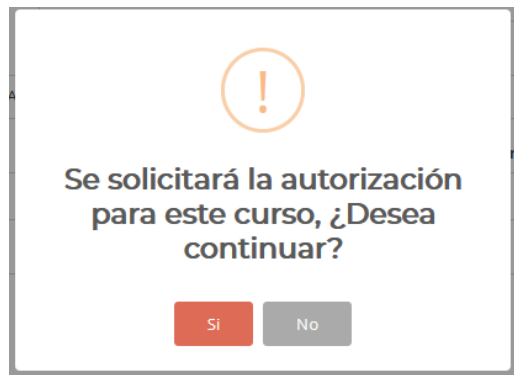 !
Se solicitará la autorización
para este curso, ¿Desea
continuar?
Si
No